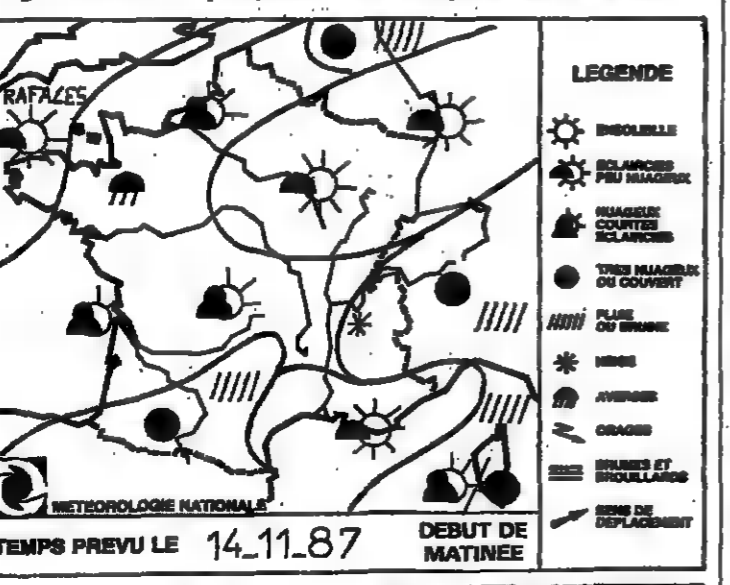 RAFALES
METEOROLOGIE NATIONALE
TEMPS PREVU LE 14_11_87 DEBUT DE
MATINÉE
LEGENDE
ENSOLEILLE
ECLAIRCIES
PEU NUAGEUX
NUAGEUX
COURTES
ECLAIRCIES
TRES NUAGEUX
OU COUVERT
PLUIE
OU BRUINE
NEIGE
AVERSES
ORAGES
BRUMES ET
BROUILLARDS
SENS DE
DEPLACEMENT